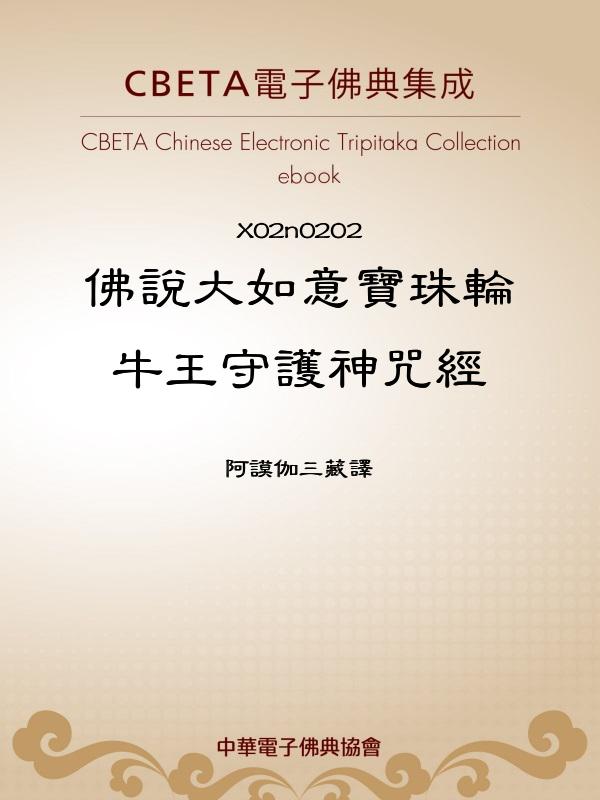 CBETA電子佛典集成
CBETA Chinese Electronic Tripitaka Collection
ebook
X02n0202
佛說大如意寶珠輪
牛王守護神咒經
阿謨伽三藏譯
中華電子佛典協會